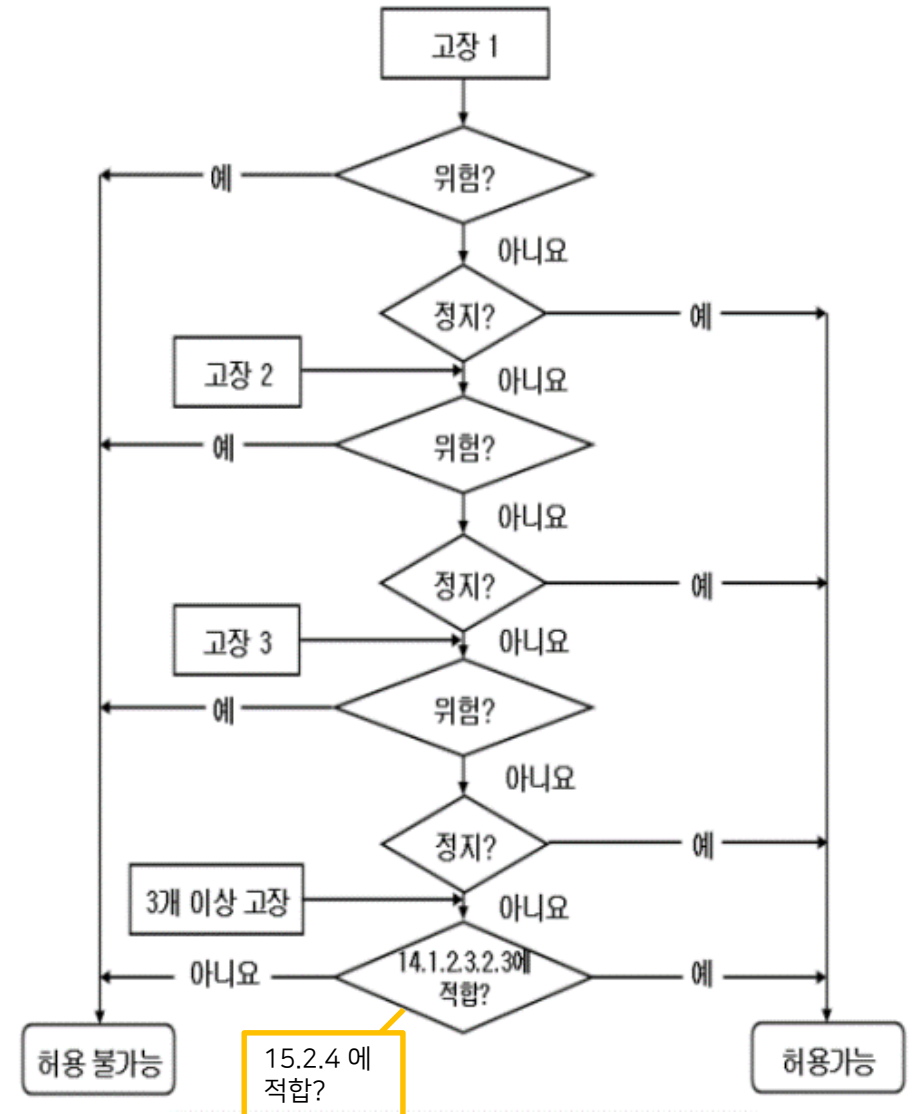 고장 1
위험?
예
아니요
정지?
예
고장 2
아니요
위험?
예
아니요
정지?
예
고장 3
아니요
위험?
예
아니요
정지?
예
3개 이상 고장
아니요
14.1.2.3.2.3에
적합?
아니요
예
허용 불가능
15.2.4 에
적합?
허용가능